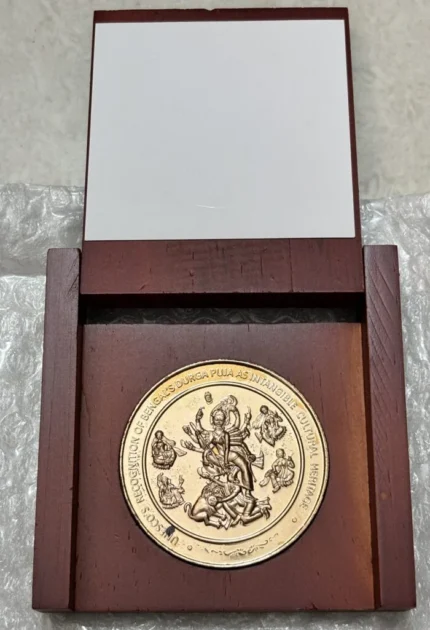 UNESCO'S RECOGNITION OF BENGAL'S DURGA PUJA AS INTANGIBLE CULTURAL HERITAGE